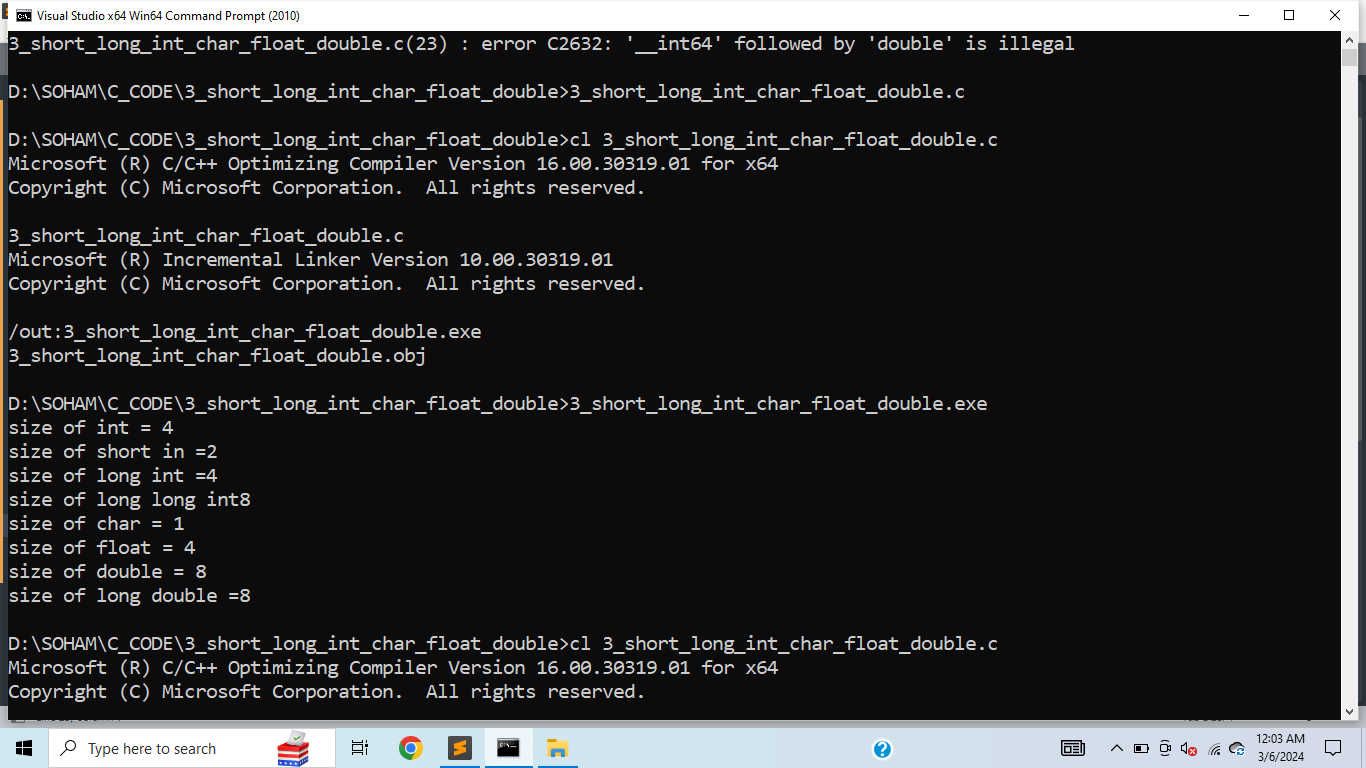 Visual Studio x64 Win64 Command Prompt (2010)
3_short_long_int_char_float_double.c(23) : error C2632: '__int64' followed by 'double' is illegal
D:\SOHAM\C_CODE\3_short_long_int_char_float_double>3_short_long_int_char_float_double.c
D:\SOHAM\C_CODE\3_short_long_int_char_float_double>cl 3_short_long_int_char_float_double.c
Microsoft (R) C/C++ Optimizing Compiler Version 16.00.30319.01 for x64
Copyright (C) Microsoft Corporation.  All rights reserved.
3_short_long_int_char_float_double.c
Microsoft (R) Incremental Linker Version 10.00.30319.01
Copyright (C) Microsoft Corporation.  All rights reserved.
/out:3_short_long_int_char_float_double.exe
3_short_long_int_char_float_double.obj
D:\SOHAM\C_CODE\3_short_long_int_char_float_double>3_short_long_int_char_float_double.exe
size of int = 4
size of short in =2
size of long int =4
size of long long int8
size of char = 1
size of float = 4
size of double = 8
size of long double =8
D:\SOHAM\C_CODE\3_short_long_int_char_float_double>cl 3_short_long_int_char_float_double.c
Microsoft (R) C/C++ Optimizing Compiler Version 16.00.30319.01 for x64
Copyright (C) Microsoft Corporation.  All rights reserved.
Type here to search
12:03 AM
3/6/2024